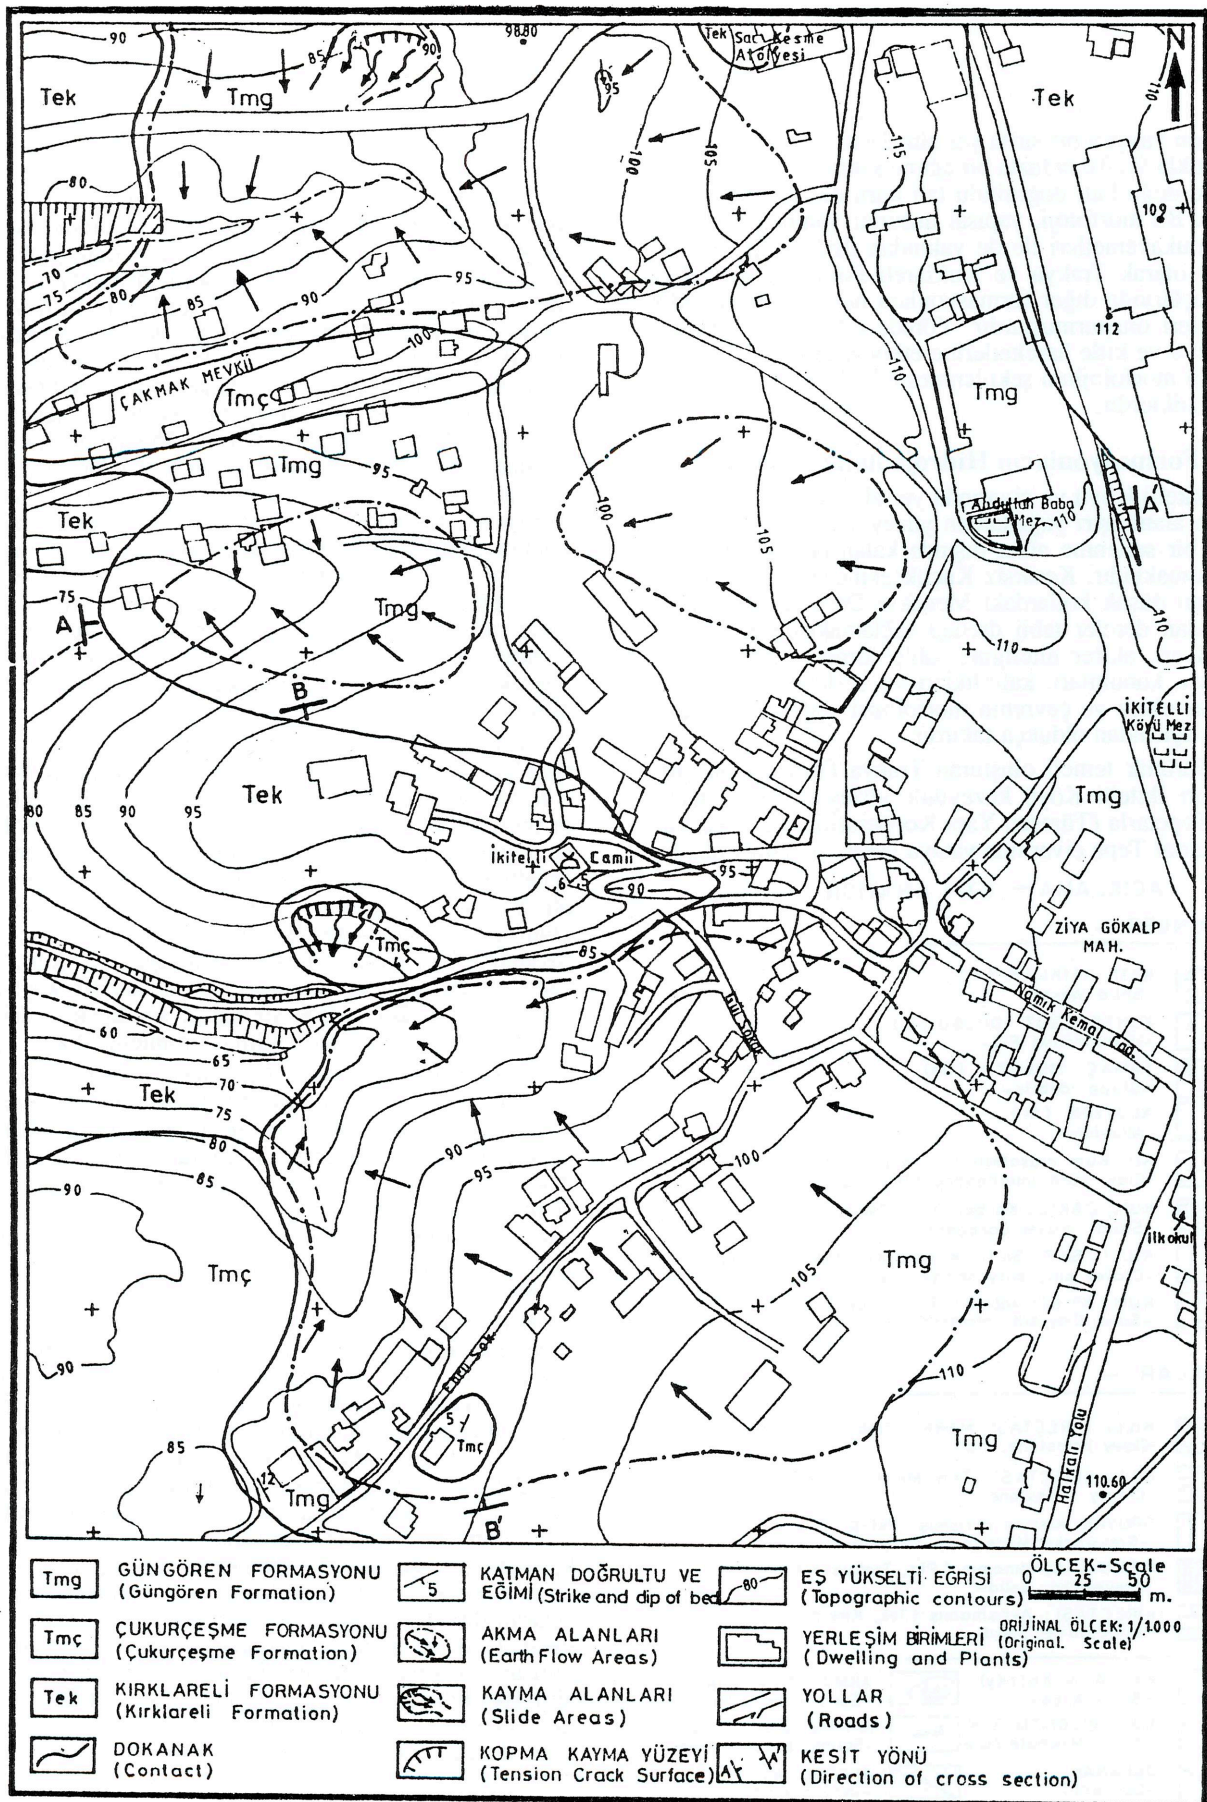 90
Tek
Tmg
85
90
98.80
95
Tek
Sac Kesme
Atölyesi
N
Tek
110
115
100
105
80
109
70
75
80
85
90
95
100
112
110
ÇAKMAK MEVKİİ
Tmç
Tmg
Tmg
95
Tek
100
105
Abdullah Baba
Mez.
110
A'
75
A
Tmg
110
110
B
İKİTELLİ
Köyü Mez.
80
85
90
95
Tek
Tmg
İkitelli Camii
6
90
95
Tmç
85
ZİYA GÖKALP
MAH.
Gül Sokak
Namık Kemal Cad.
60
65
70
75
80
85
90
Tek
90
95
100
İlkokul
Tmç
Tmg
105
90
110
Ebru Sok.
5
Tmç
85
12
Tmg
Tmg
Halkalı Yolu
110.60
B'
Tmg
GÜNGÖREN FORMASYONU
(Güngören Formation)
Tmç
ÇUKURÇEŞME FORMASYONU
(Çukurçeşme Formation)
Tek
KIRKLARELİ FORMASYONU
(Kırklareli Formation)
DOKANAK
(Contact)
5
KATMAN DOĞRULTU VE
EĞİMİ (Strike and dip of bed
AKMA ALANLARI
(Earth Flow Areas)
KAYMA ALANLARI
(Slide Areas)
KOPMA KAYMA YÜZEYİ
(Tension Crack Surface)
80
EŞ YÜKSELTİ EĞRİSİ
(Topographic contours)
YERLEŞİM BİRİMLERİ
(Dwelling and Plants)
YOLLAR
(Roads)
A A'
KESİT YÖNÜ
(Direction of cross section)
ÖLÇEK-Scale
0 25 50
m.
ORİJİNAL ÖLÇEK: 1/1.000
(Original. Scale)